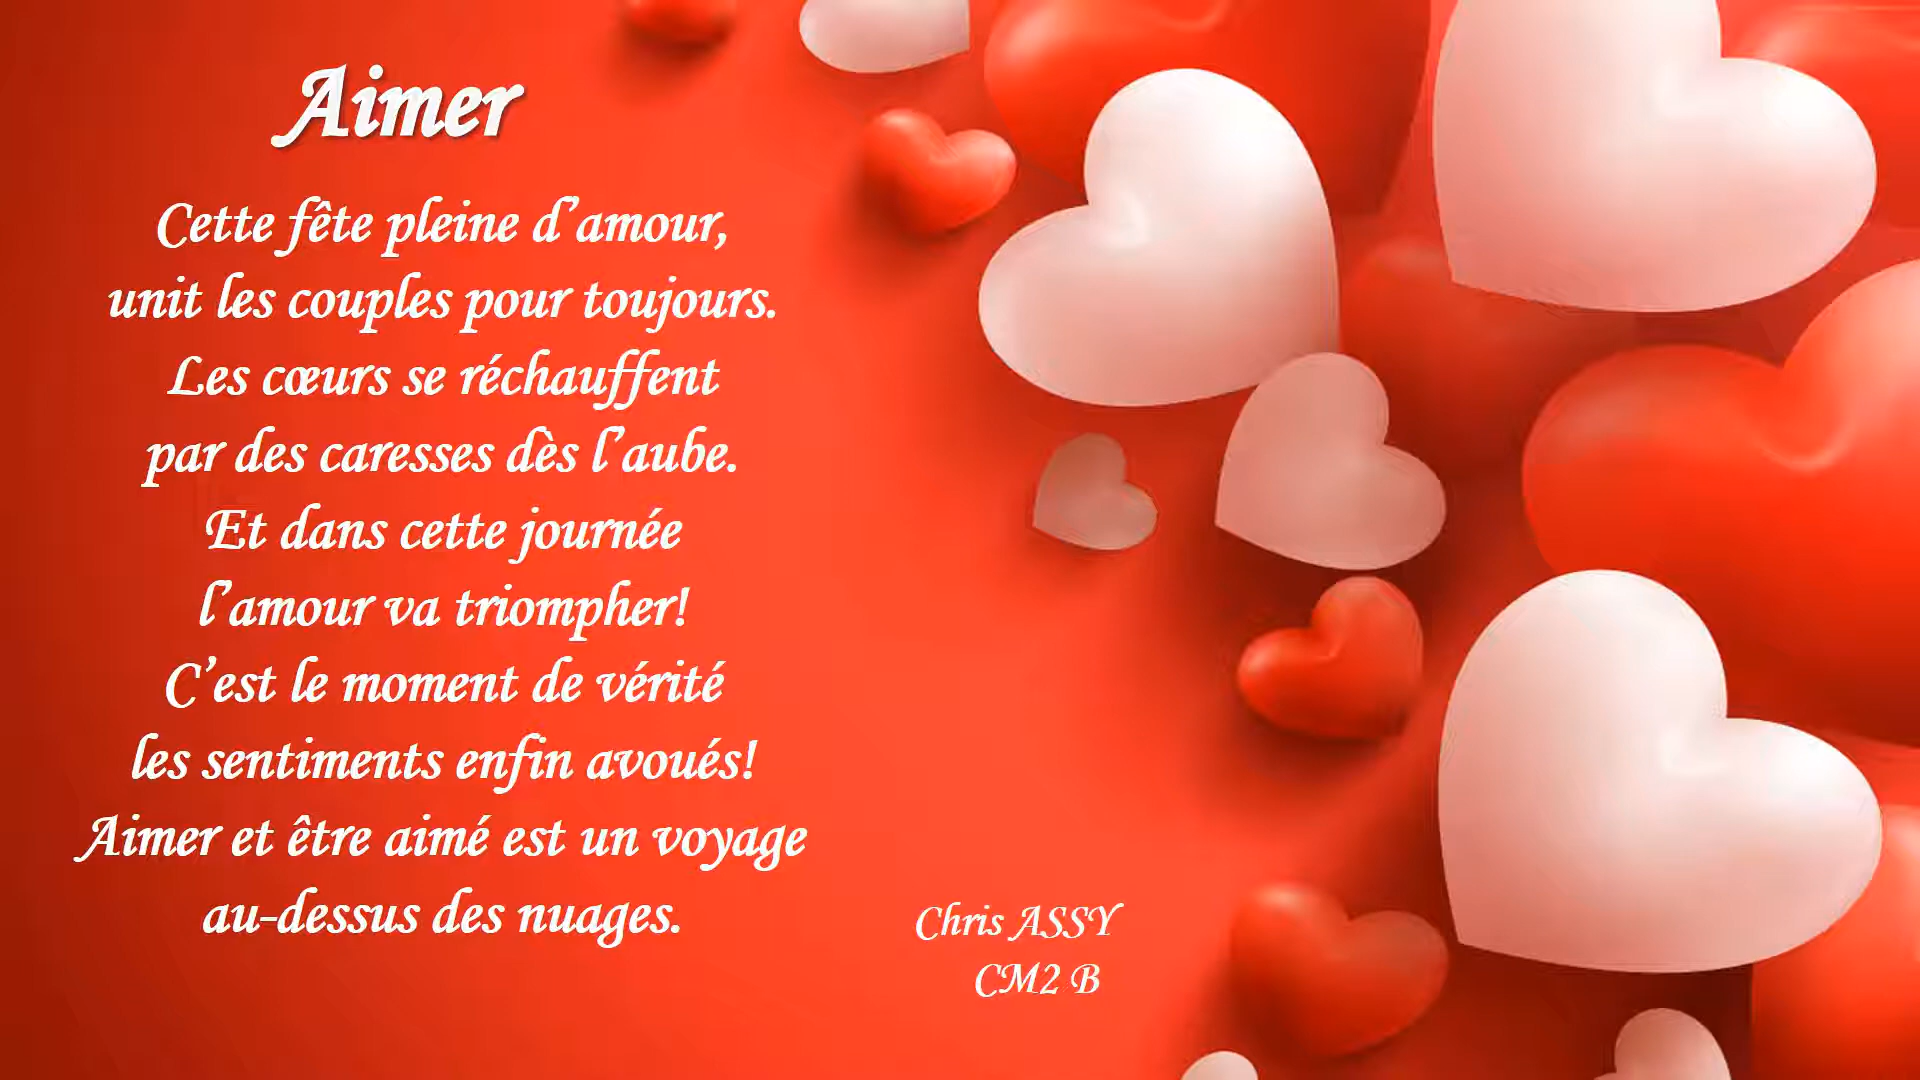 Aimer
Cette fête pleine d’amour,
unit les couples pour toujours.
Les cœurs se réchauffent
par des caresses dès l’aube.
Et dans cette journée
l’amour va triompher!
C’est le moment de vérité
les sentiments enfin avoués!
Aimer et être aimé est un voyage
au-dessus des nuages.
Chris ASSY
CM2 B